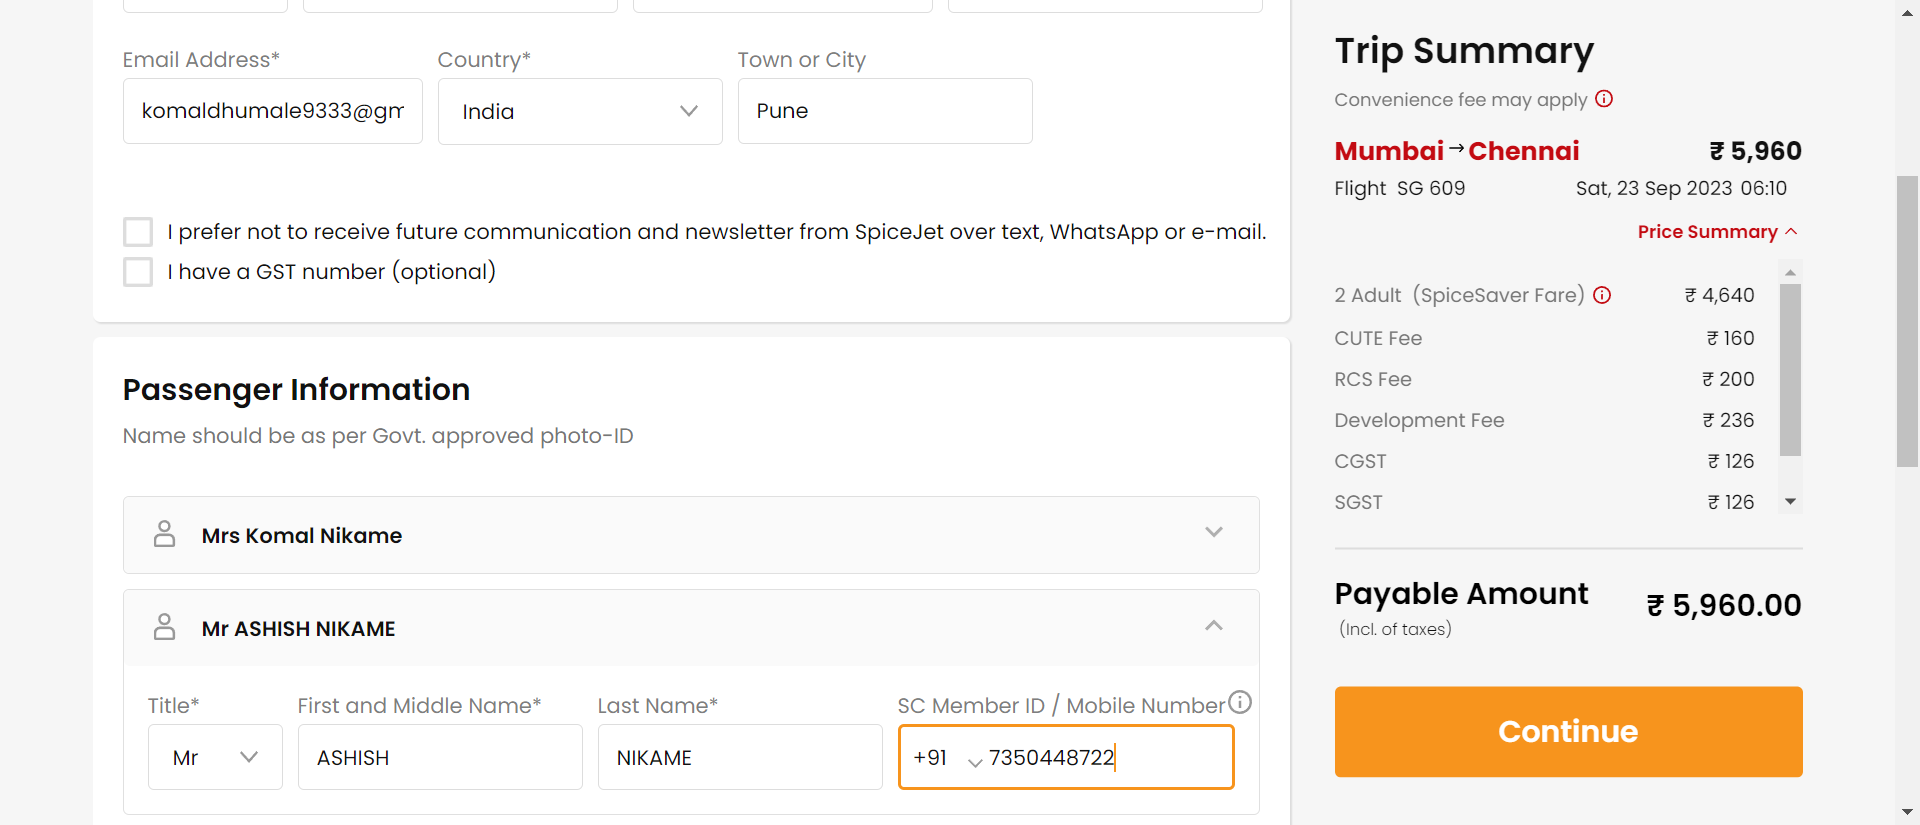 Email Address*
Country*
Town or City
komaldhumale9333@gm
India
Pune
I prefer not to receive future communication and newsletter from SpiceJet over text, WhatsApp or e-mail.
I have a GST number (optional)
Passenger Information
Name should be as per Govt. approved photo-ID
Mrs Komal Nikame
Mr ASHISH NIKAME
Title*
First and Middle Name*
Last Name*
SC Member ID / Mobile Number
Mr
ASHISH
NIKAME
+91 7350448722
Trip Summary
Convenience fee may apply
Mumbai → Chennai ₹ 5,960
Flight SG 609 Sat, 23 Sep 2023 06:10
Price Summary
2 Adult (SpiceSaver Fare) ₹ 4,640
CUTE Fee ₹ 160
RCS Fee ₹ 200
Development Fee ₹ 236
CGST ₹ 126
SGST ₹ 126
Payable Amount ₹ 5,960.00
(Incl. of taxes)
Continue